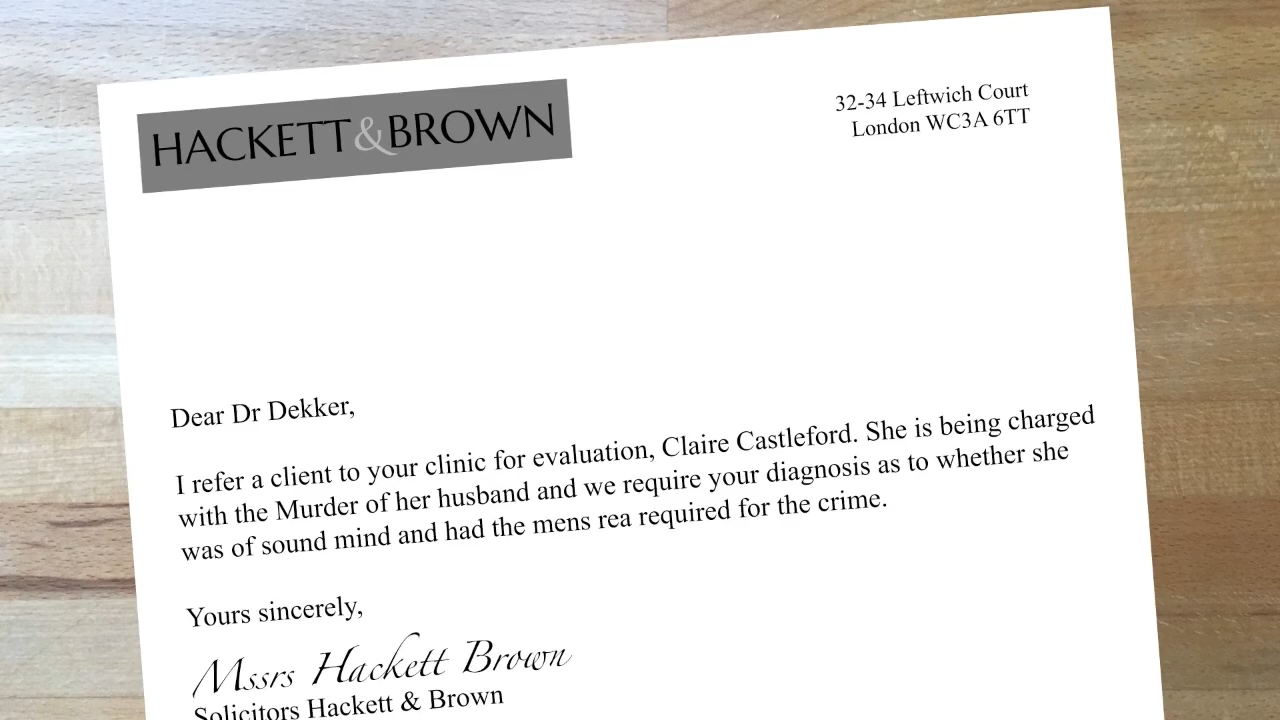 HACKETT&BROWN
32-34 Leftwich Court
London WC3A 6TT
Dear Dr Dekker,
I refer a client to your clinic for evaluation, Claire Castleford. She is being charged
with the Murder of her husband and we require your diagnosis as to whether she
was of sound mind and had the mens rea required for the crime.
Yours sincerely,
Mssrs Hackett Brown
Solicitors Hackett & Brown